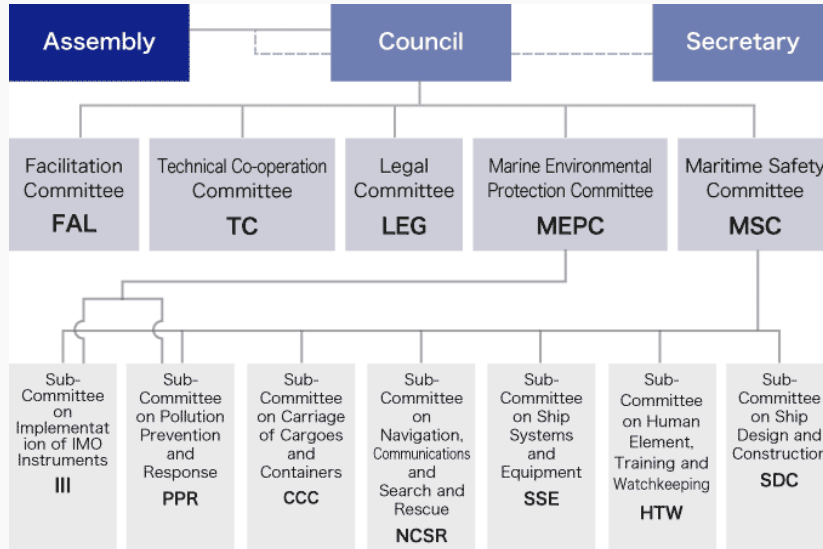 Assembly
Council
Secretary
Facilitation
Committee
FAL
Technical Co-operation
Committee
TC
Legal
Committee
LEG
Marine Environmental
Protection Committee
MEPC
Maritime Safety
Committee
MSC
Sub-
Committee
on
Implementat
ion of IMO
Instruments
III
Sub-
Committee
on Pollution
Prevention
and
Response
PPR
Sub-
Committee
on Carriage
of Cargoes
and
Containers
CCC
Sub-
Committee
on
Navigation,
Communications
and
Search and
Rescue
NCSR
Sub-
Committee
on Ship
Systems
and
Equipment
SSE
Sub-
Committee
on Human
Element,
Training and
Watchkeeping
HTW
Sub-
Committee
on Ship
Design and
Construction
SDC